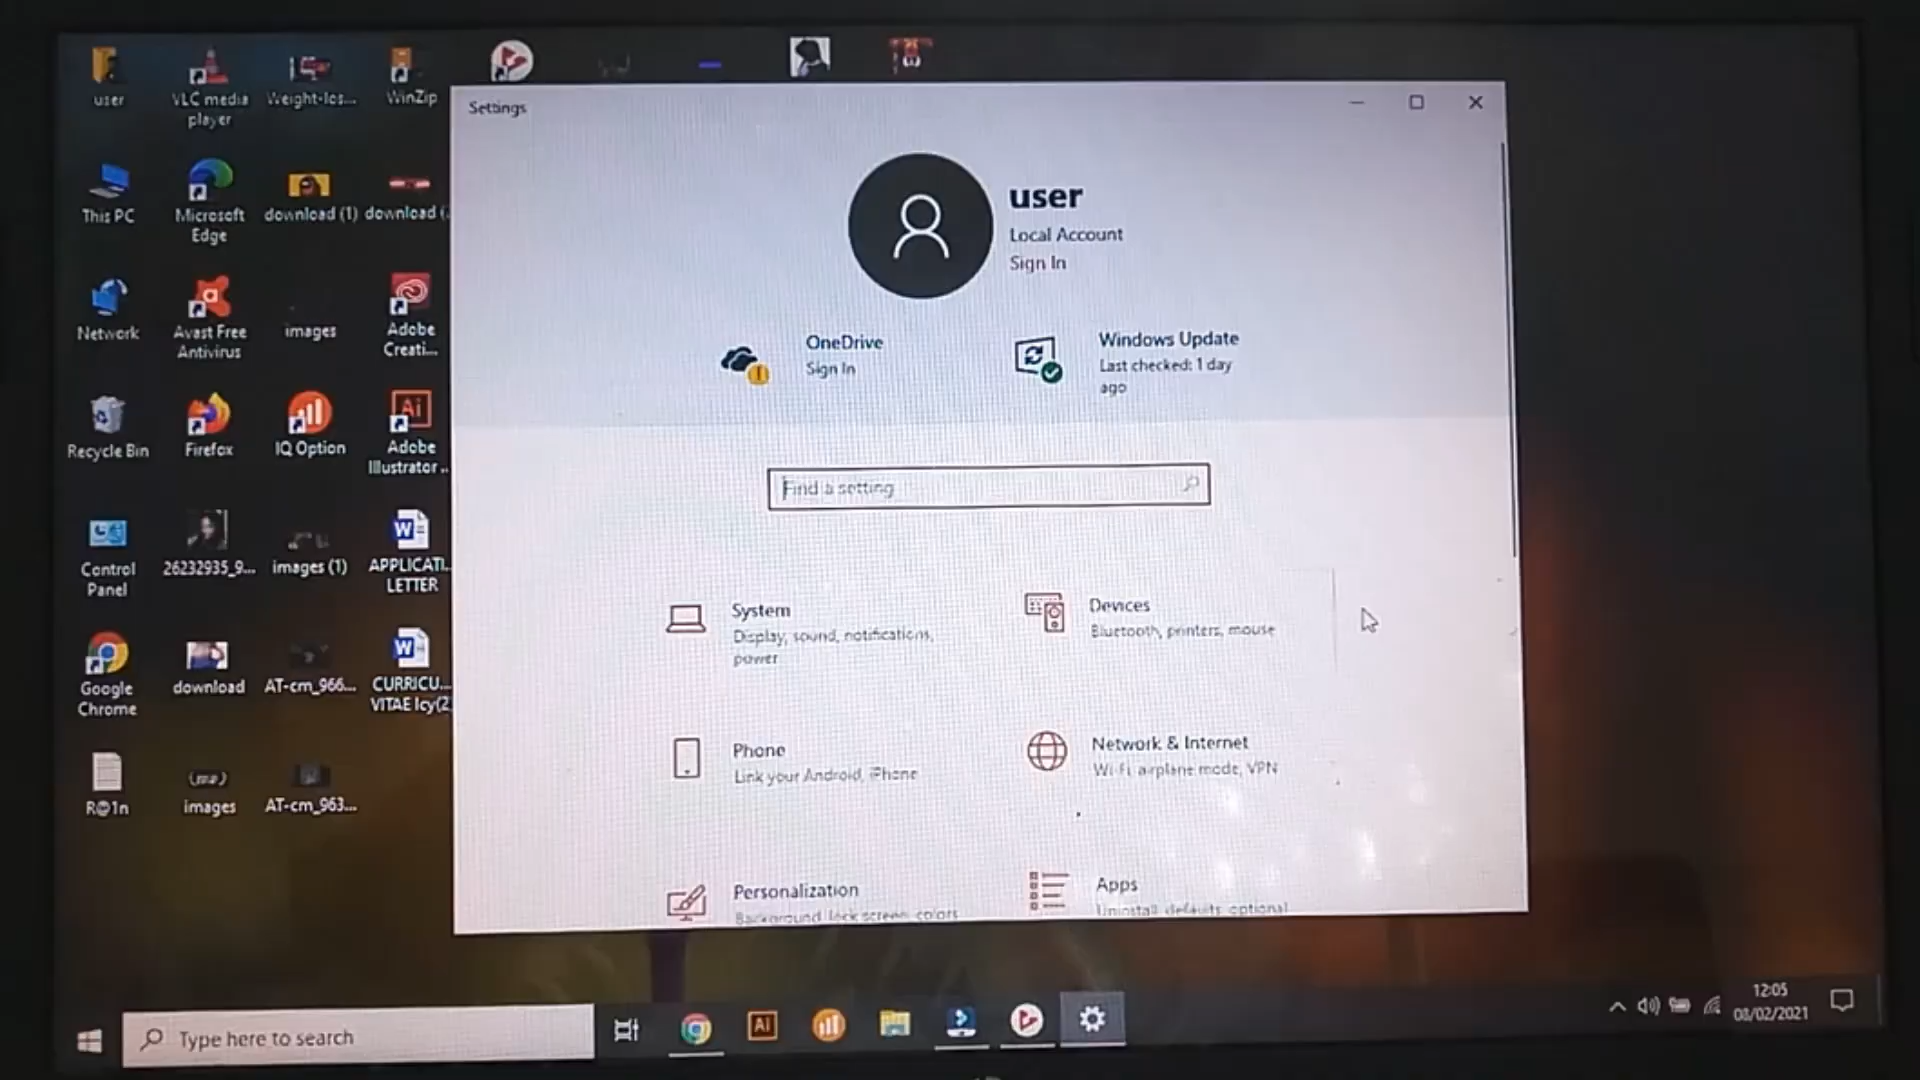 user
VLC media
player
Weight-los...
WinZip
This PC
Microsoft
Edge
download (1)
download (
Network
Avast Free
Antivirus
images
Adobe
Creati...
Recycle Bin
Firefox
IQ Option
Adobe
Illustrator ..
Control
Panel
26232935_9...
images (1)
APPLICATI..
LETTER
Google
Chrome
download
AT-cm_966...
CURRICU...
VITAE Icy(2
R@1n
images
AT-cm_963...
Settings
user
Local Account
Sign In
OneDrive
Sign In
Windows Update
Last checked: 1 day
ago
Find a setting
System
Display, sound, notifications,
power
Devices
Bluetooth, printers, mouse
Phone
Link your Android, iPhone
Network & Internet
Wi-Fi, airplane mode, VPN
Personalization
Background, lock screen, colors
Apps
Uninstall, defaults, optional
Type here to search
Ai
12:05
08/02/2021